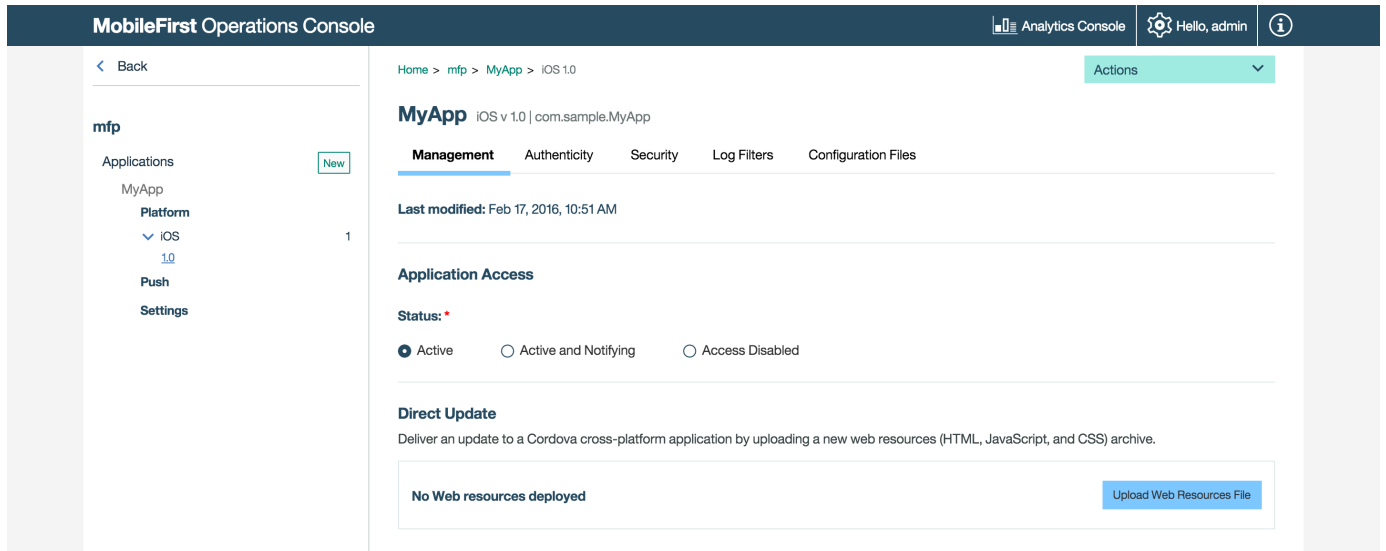 MobileFirst Operations Console
Analytics Console
Hello, admin
Back
Home > mfp > MyApp > iOS 1.0
Actions
MyApp iOS v 1.0 | com.sample.MyApp
mfp
Management Authenticity Security Log Filters Configuration Files
Applications New
MyApp
Platform
iOS 1
1.0
Push
Settings
Last modified: Feb 17, 2016, 10:51 AM
Application Access
Status: *
Active Active and Notifying Access Disabled
Direct Update
Deliver an update to a Cordova cross-platform application by uploading a new web resources (HTML, JavaScript, and CSS) archive.
No Web resources deployed
Upload Web Resources File